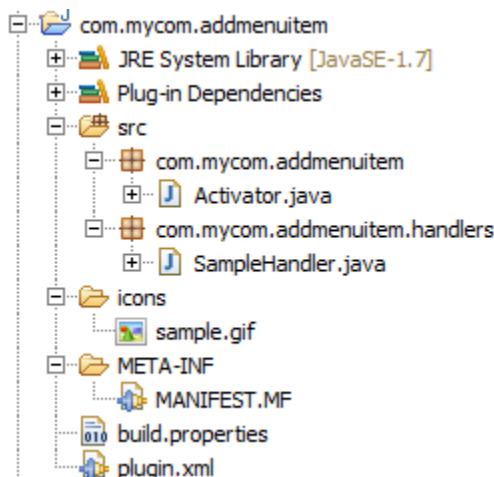 com.mycom.addmenuitem
JRE System Library [JavaSE-1.7]
Plug-in Dependencies
src
com.mycom.addmenuitem
Activator.java
com.mycom.addmenuitem.handlers
SampleHandler.java
icons
sample.gif
META-INF
MANIFEST.MF
build.properties
plugin.xml